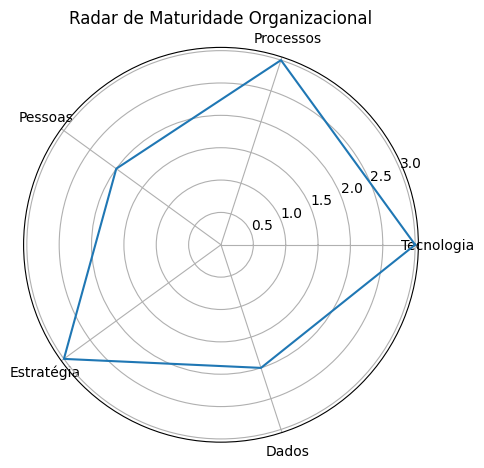 Radar de Maturidade Organizacional
Processos
Pessoas
3.0
2.5
2.0
1.5
1.0
0.5
Tecnologia
Estratégia
Dados